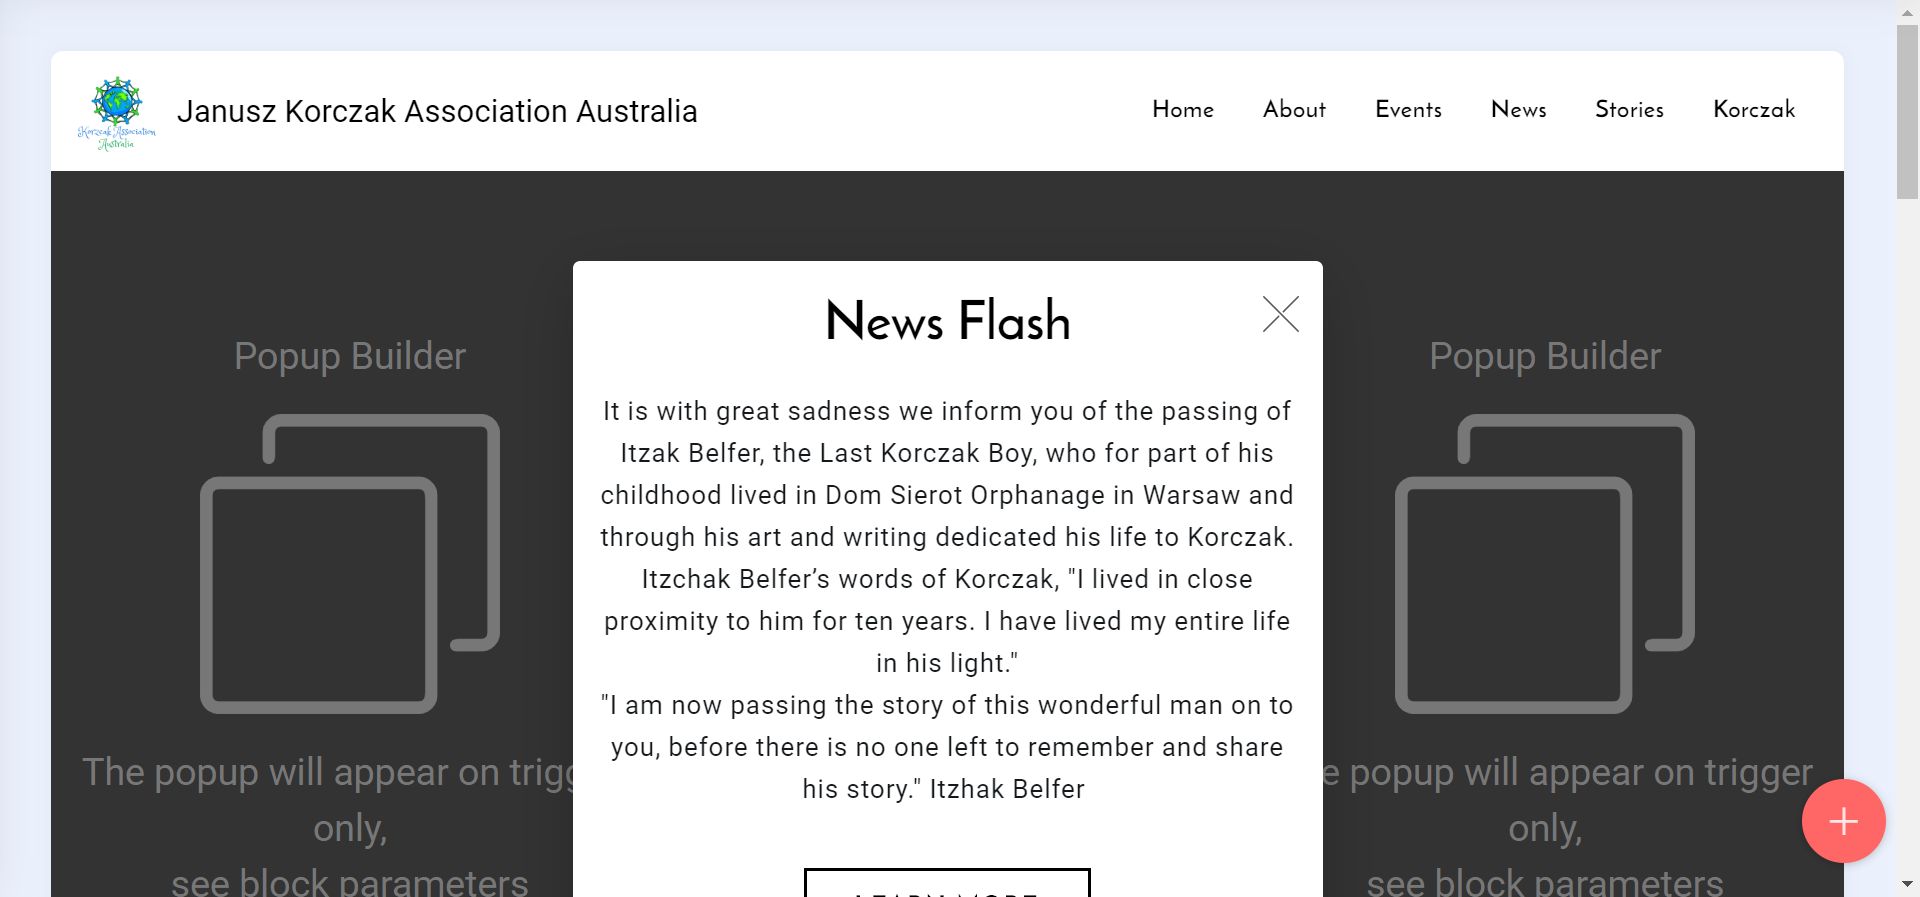 Korzcak Association
Australia
Janusz Korczak Association Australia
Home About Events News Stories Korczak
News Flash
It is with great sadness we inform you of the passing of
Itzak Belfer, the Last Korczak Boy, who for part of his
childhood lived in Dom Sierot Orphanage in Warsaw and
through his art and writing dedicated his life to Korczak.
Itzchak Belfer’s words of Korczak, "I lived in close
proximity to him for ten years. I have lived my entire life
in his light."
"I am now passing the story of this wonderful man on to
you, before there is no one left to remember and share
his story." Itzhak Belfer
LEARN MORE
Popup Builder
The popup will appear on trigg
only,
see block parameters
Popup Builder
e popup will appear on trigger
only,
see block parameters